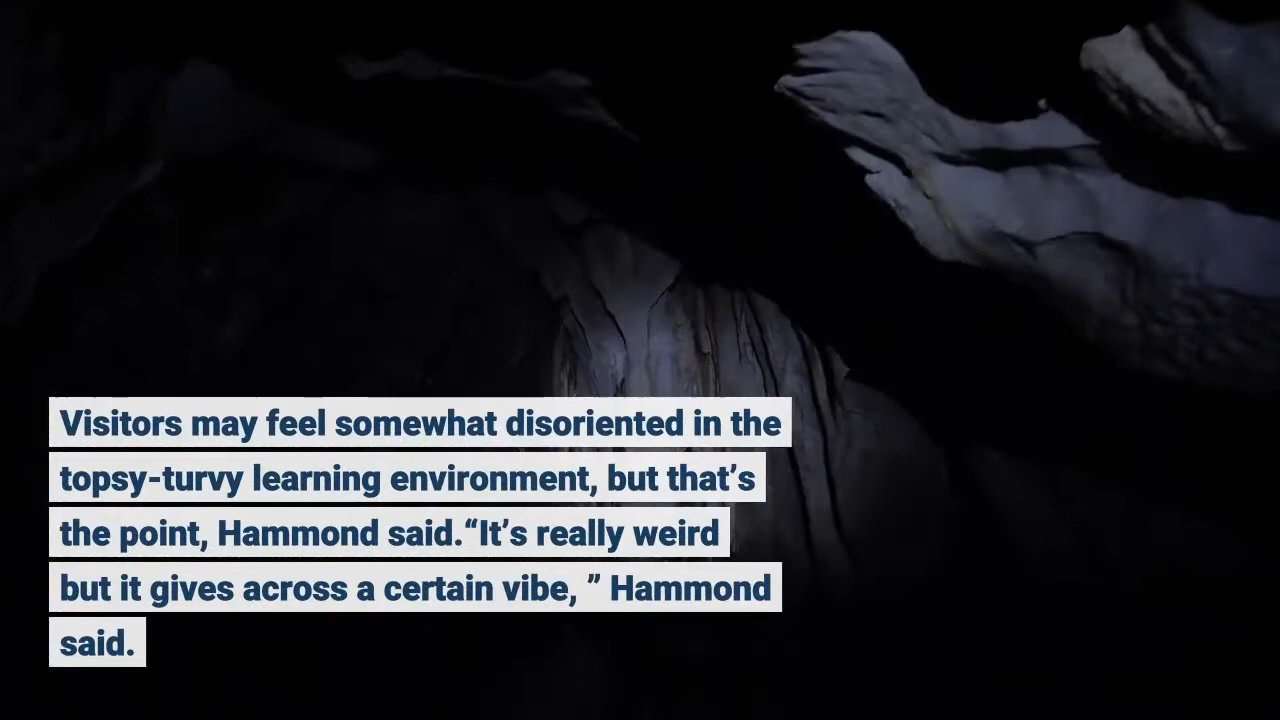 Visitors may feel somewhat disoriented in the
topsy-turvy learning environment, but that’s
the point, Hammond said.“It’s really weird
but it gives across a certain vibe, ” Hammond
said.